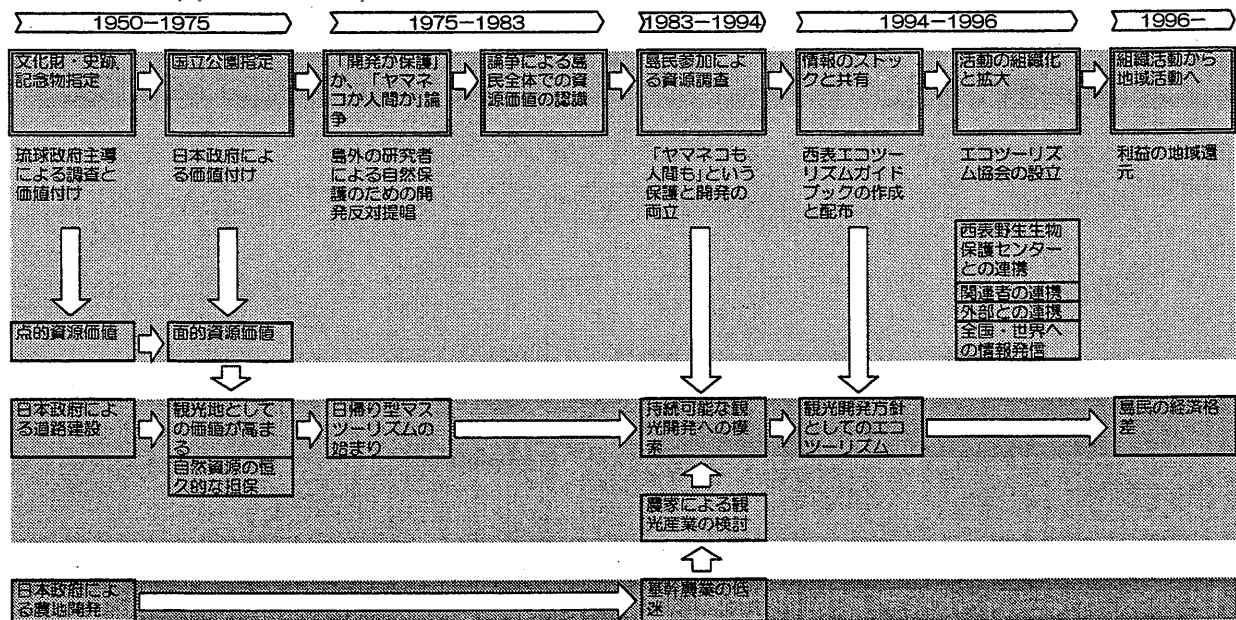 1950−1975
1975−1983
1983−1994
1994−1996
1996−
文化財・史跡,
記念物指定
国立公園指定
「開発か保護」
か、「ヤマネ
コか人間か」論
争
論争による島
民全体での資
源価値の認識
島民参加によ
る資源調査
情報のストッ
クと共有
活動の組織化
と拡大
組織活動から
地域活動へ
琉球政府主導
による調査と
価値付け
日本政府によ
る価値付け
島外の研究者
による自然保
護のための開
発反対提唱
「ヤマネコも
人間も」という
保護と開発の
両立
西表エコツー
リズムガイド
ブックの作成
と配布
エコツーリズ
ム協会の設立
利益の地域還
元
西表野生生物
保護センター
との連携
関連者の連携
外部との連携
全国・世界へ
の情報発信
点的資源価値
面的資源価値
日本政府によ
る道路建設
観光地として
の価値が高ま
る
自然資源の恒
久的な担保
日帰り型マス
ツーリズムの
始まり
持続可能な観
光開発への模
索
観光開発方針
としてのエコ
ツーリズム
島民の経済格
差
農家による観
光産業の検討
日本政府によ
る農地開発
基幹農業の低
迷